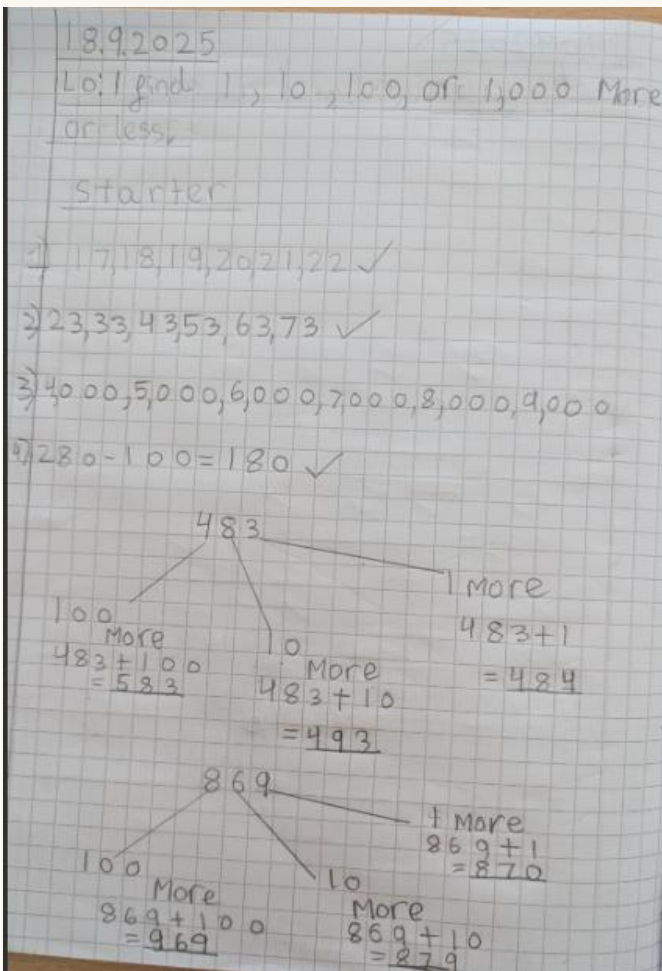 18.9.2025
Lo: I find 1, 10, 100, or 1,000 More
or less.
Starter
1) 17,18,19,20,21,22 ✓
2) 23,33,43,53,63,73 ✓
3) 4,000,5,000,6,000,7,000,8,000,9,000
4) 280-100=180 ✓
483
100
More
483+100
=583
10
More
483+10
=493
1 More
483+1
=484
869
100
More
869+100
=969
10
More
869+10
=879
1 More
869+1
=870